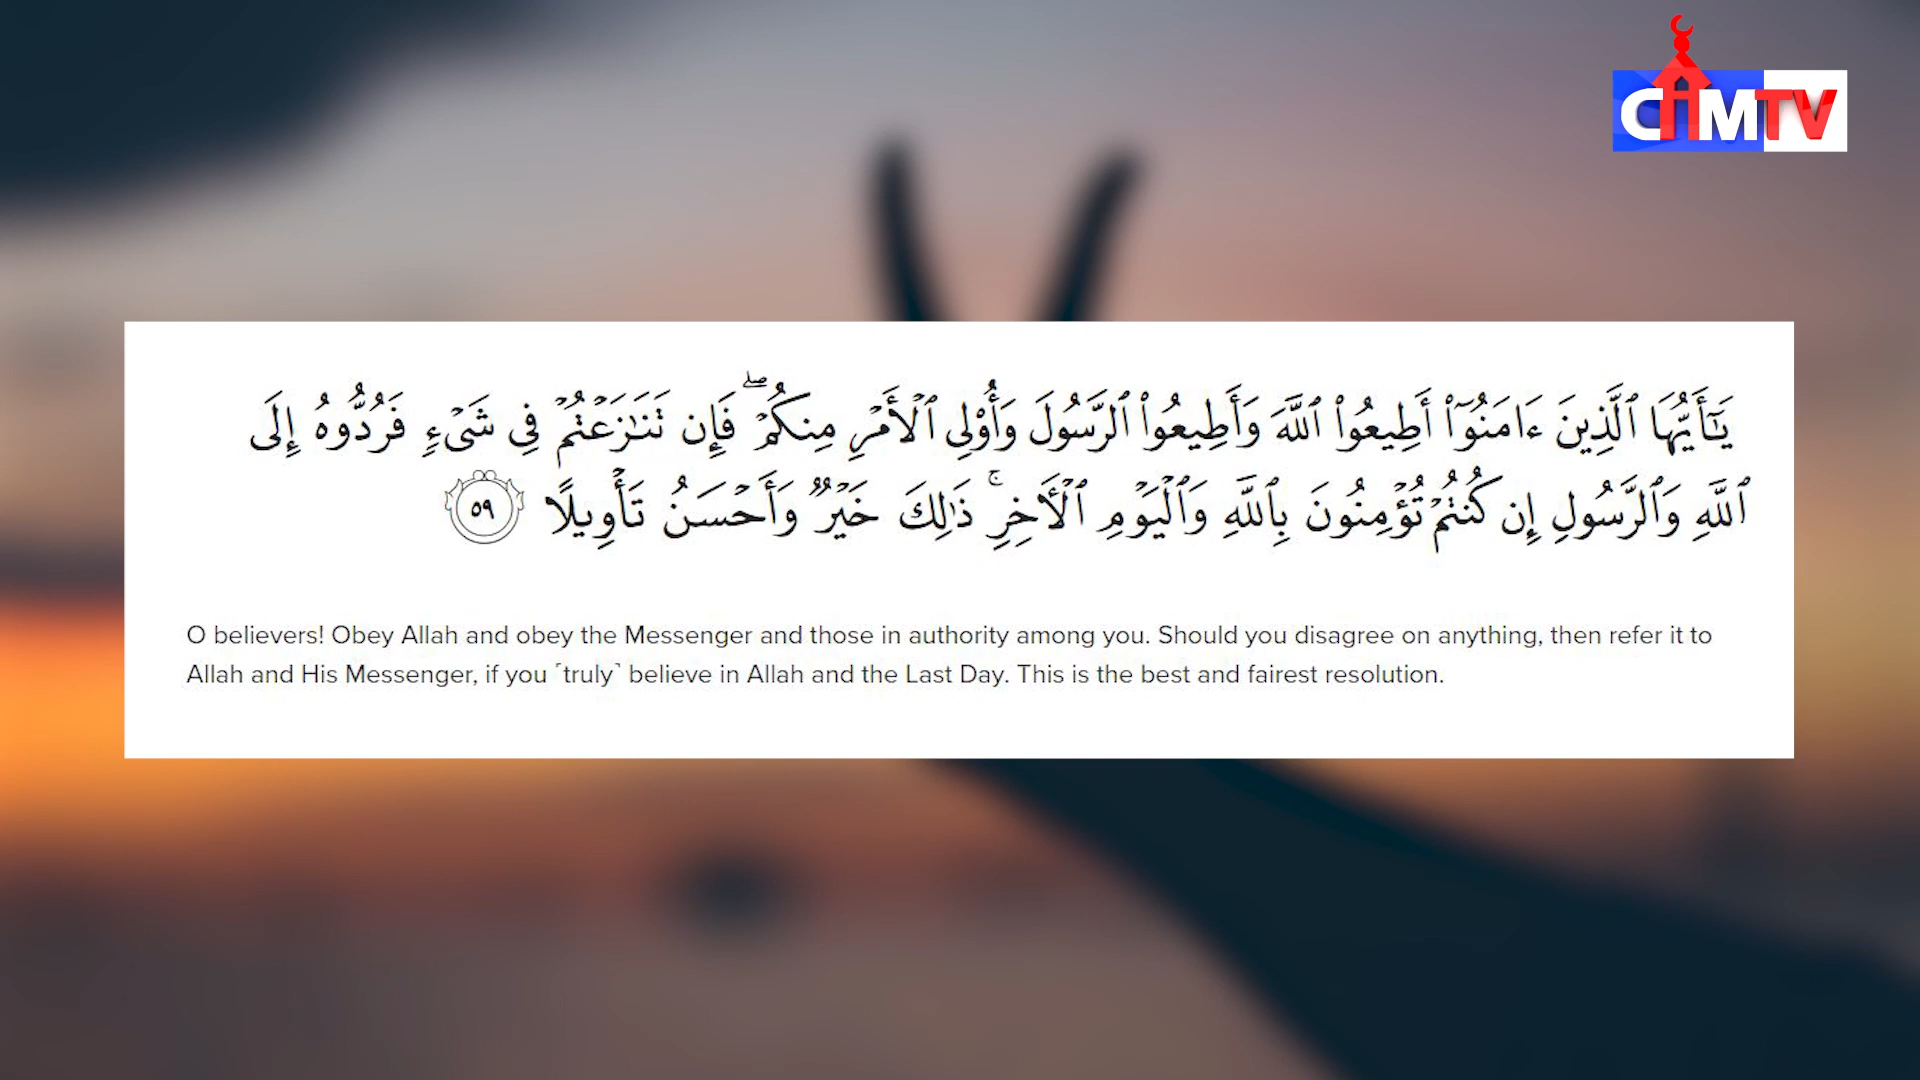 CIMTV
يَـٰٓأَيُّهَا ٱلَّذِينَ ءَامَنُوٓا۟ أَطِيعُوا۟ ٱللَّهَ وَأَطِيعُوا۟ ٱلرَّسُولَ وَأُو۟لِى ٱلْأَمْرِ مِنكُمْ ۖ فَإِن تَنَـٰزَعْتُمْ فِى شَىْءٍ فَرُدُّوهُ إِلَى
ٱللَّهِ وَٱلرَّسُولِ إِن كُنتُمْ تُؤْمِنُونَ بِٱللَّهِ وَٱلْيَوْمِ ٱلْـَٔاخِرِ ۚ ذَٰلِكَ خَيْرٌ وَأَحْسَنُ تَأْوِيلًا ٥٩
O believers! Obey Allah and obey the Messenger and those in authority among you. Should you disagree on anything, then refer it to
Allah and His Messenger, if you ˹truly˺ believe in Allah and the Last Day. This is the best and fairest resolution.